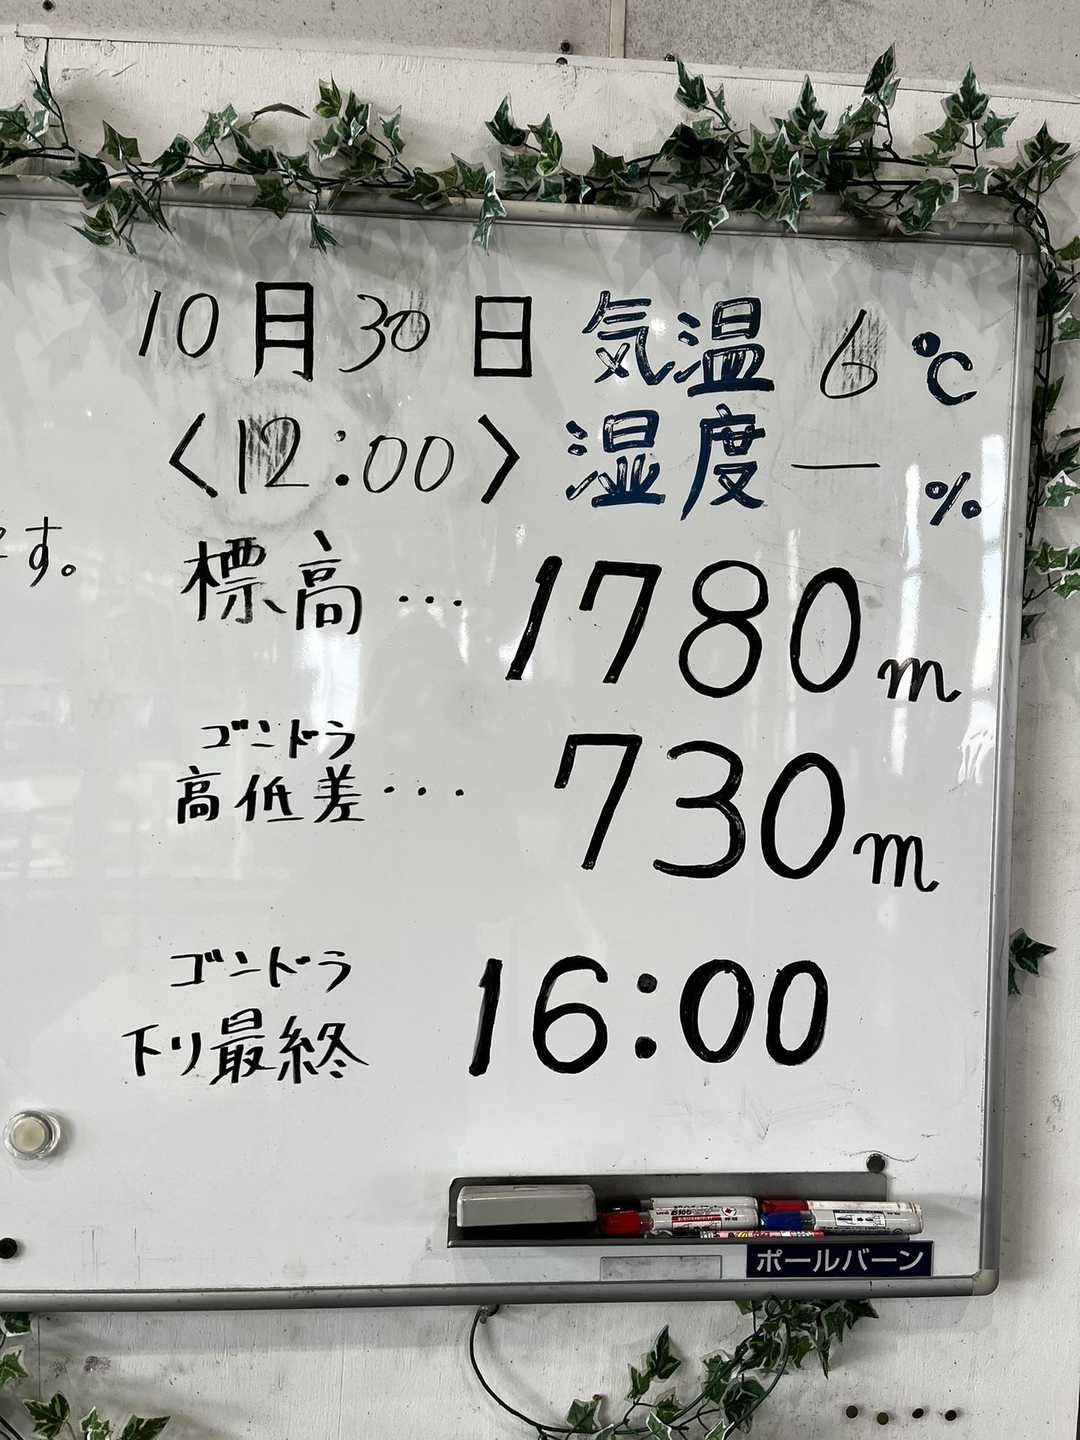 10月30日 気温 6℃
<12:00> 湿度 — %
す。
標高… 1780m
ゴンドラ
高低差… 730m
ゴンドラ
下り最終 16:00
ポールバーン